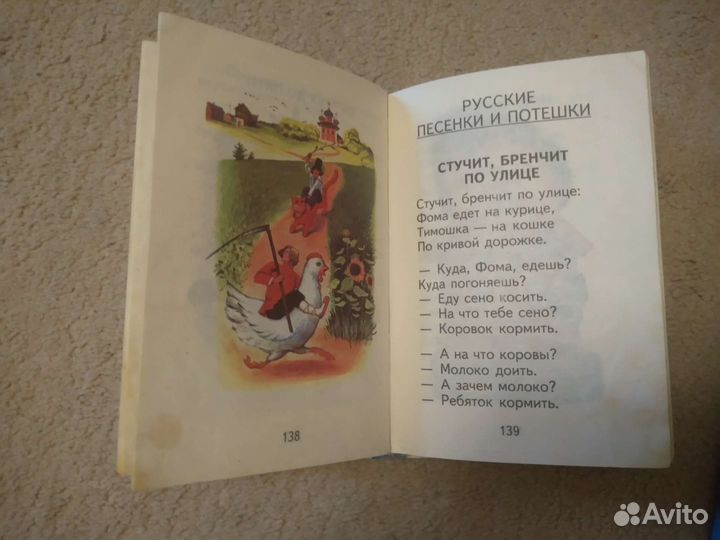 138
РУССКИЕ
ПЕСЕНКИ И ПОТЕШКИ
СТУЧИТ, БРЕНЧИТ
ПО УЛИЦЕ
Стучит, бренчит по улице:
Фома едет на курице,
Тимошка — на кошке
По кривой дорожке.
— Куда, Фома, едешь?
Куда погоняешь?
— Еду сено косить.
— На что тебе сено?
— Коровок кормить.
— А на что коровы?
— Молоко доить.
— А зачем молоко?
— Ребяток кормить.
139
Avito